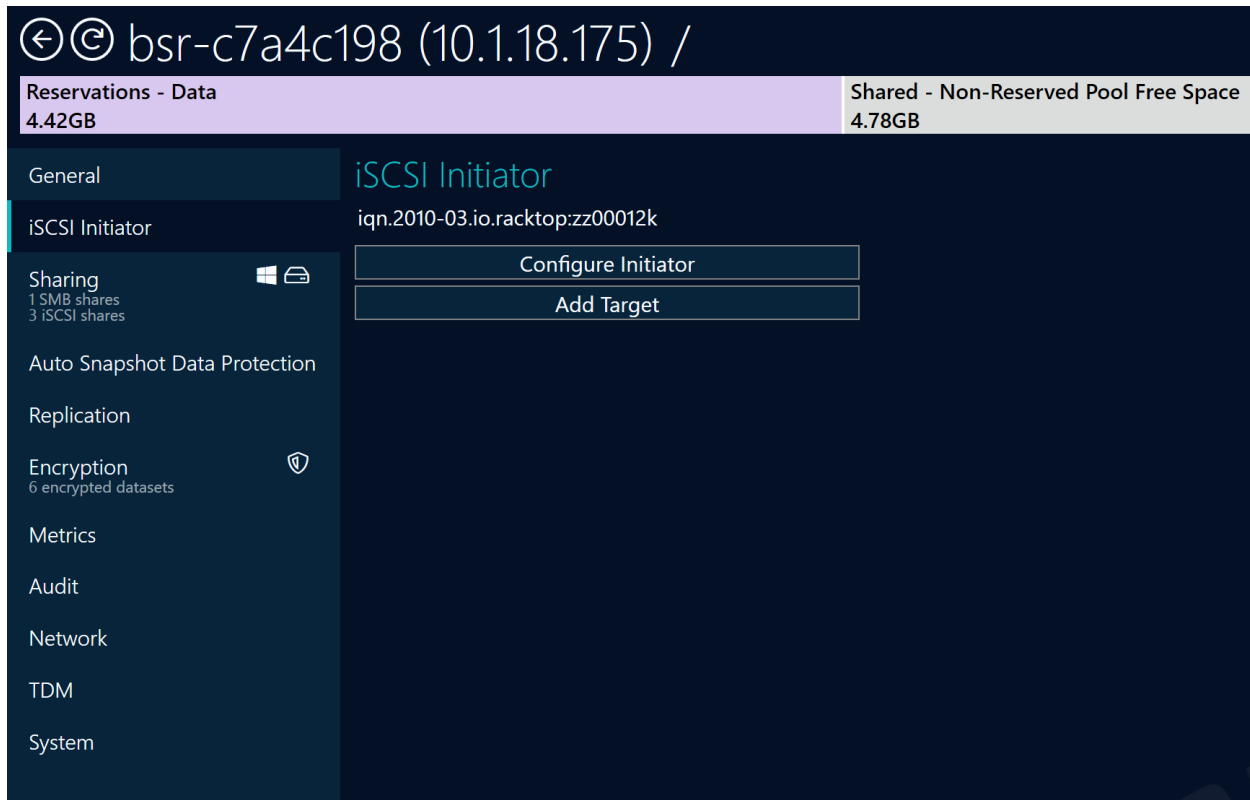 bsr-c7a4c198 (10.1.18.175) /
Reservations - Data
4.42GB
Shared - Non-Reserved Pool Free Space
4.78GB
General
iSCSI Initiator
Sharing
1 SMB shares
3 iSCSI shares
Auto Snapshot Data Protection
Replication
Encryption
6 encrypted datasets
Metrics
Audit
Network
TDM
System
iSCSI Initiator
iqn.2010-03.io.racktop:zz00012k
Configure Initiator
Add Target